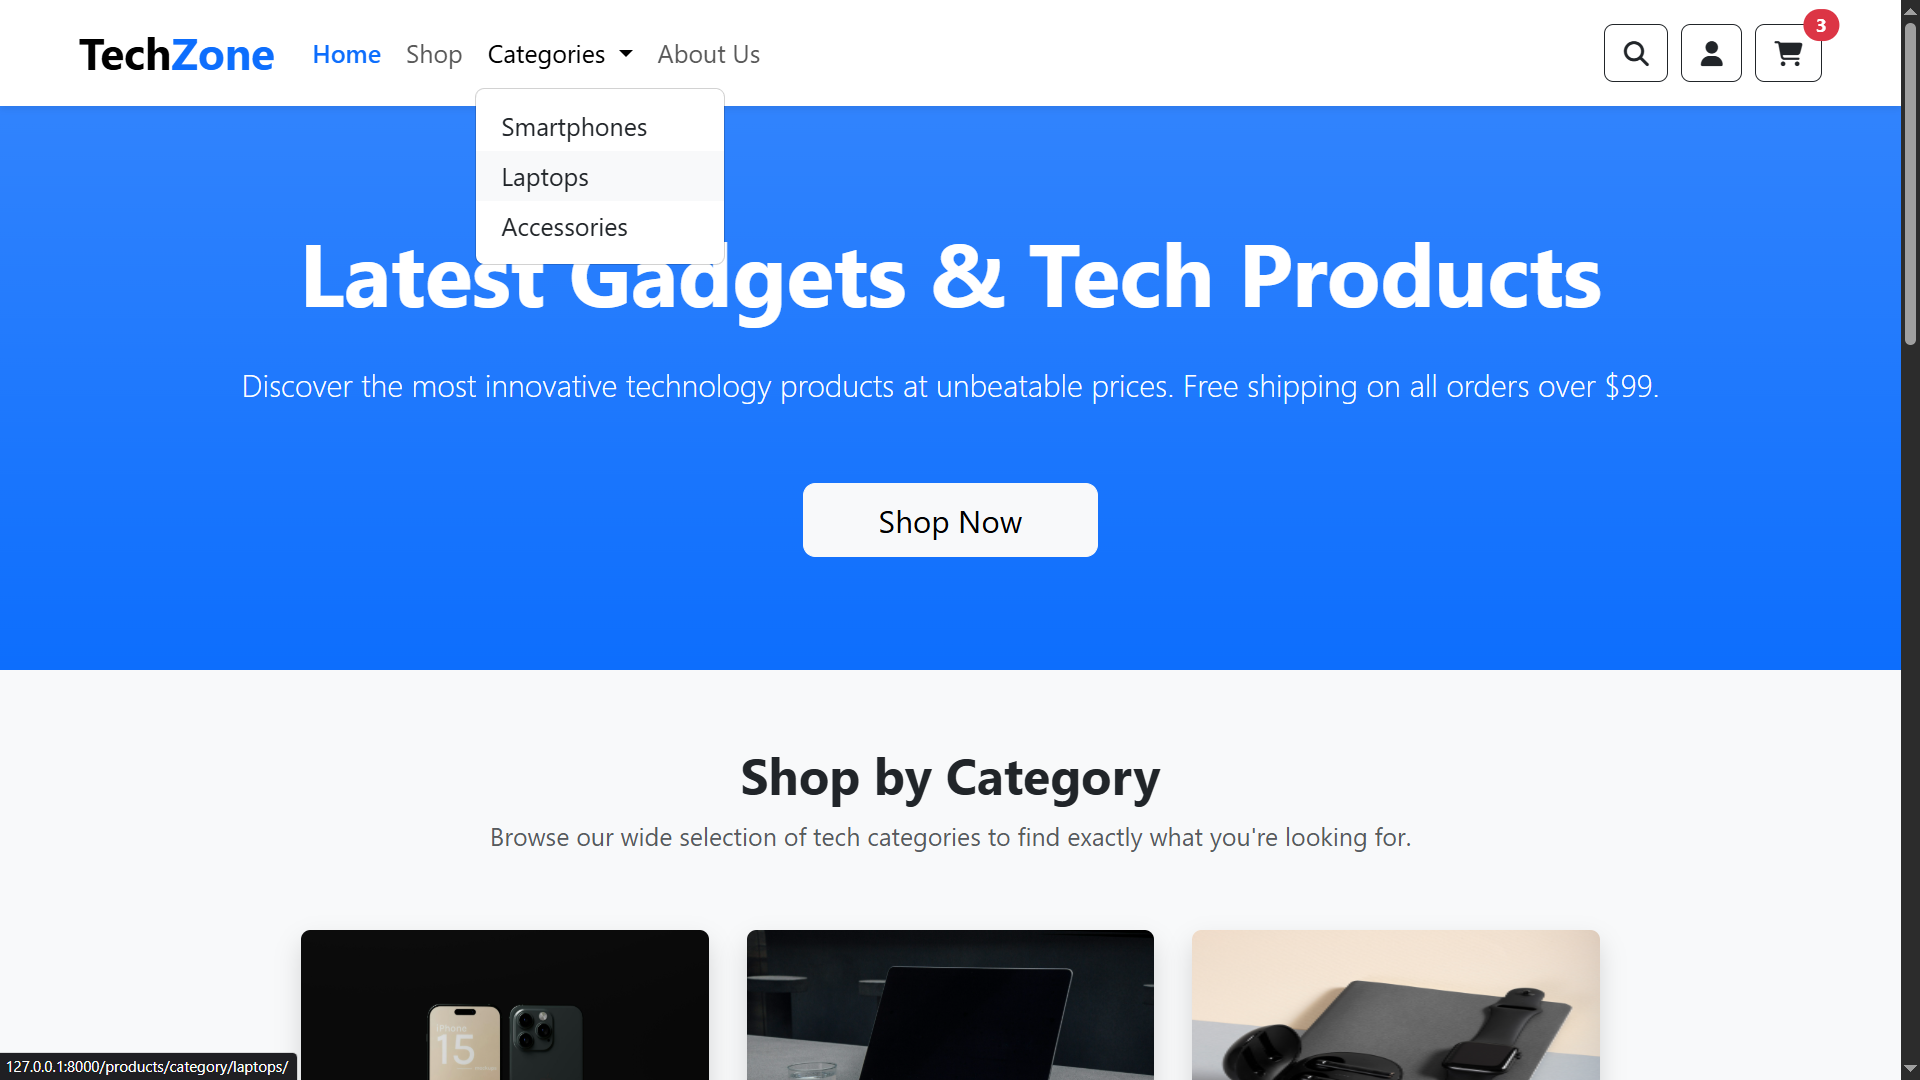 TechZone Home Shop Categories About Us 3
Smartphones
Laptops
Accessories
Latest Gadgets & Tech Products
Discover the most innovative technology products at unbeatable prices. Free shipping on all orders over $99.
Shop Now
Shop by Category
Browse our wide selection of tech categories to find exactly what you're looking for.
iPhone
15
127.0.0.1:8000/products/category/laptops/